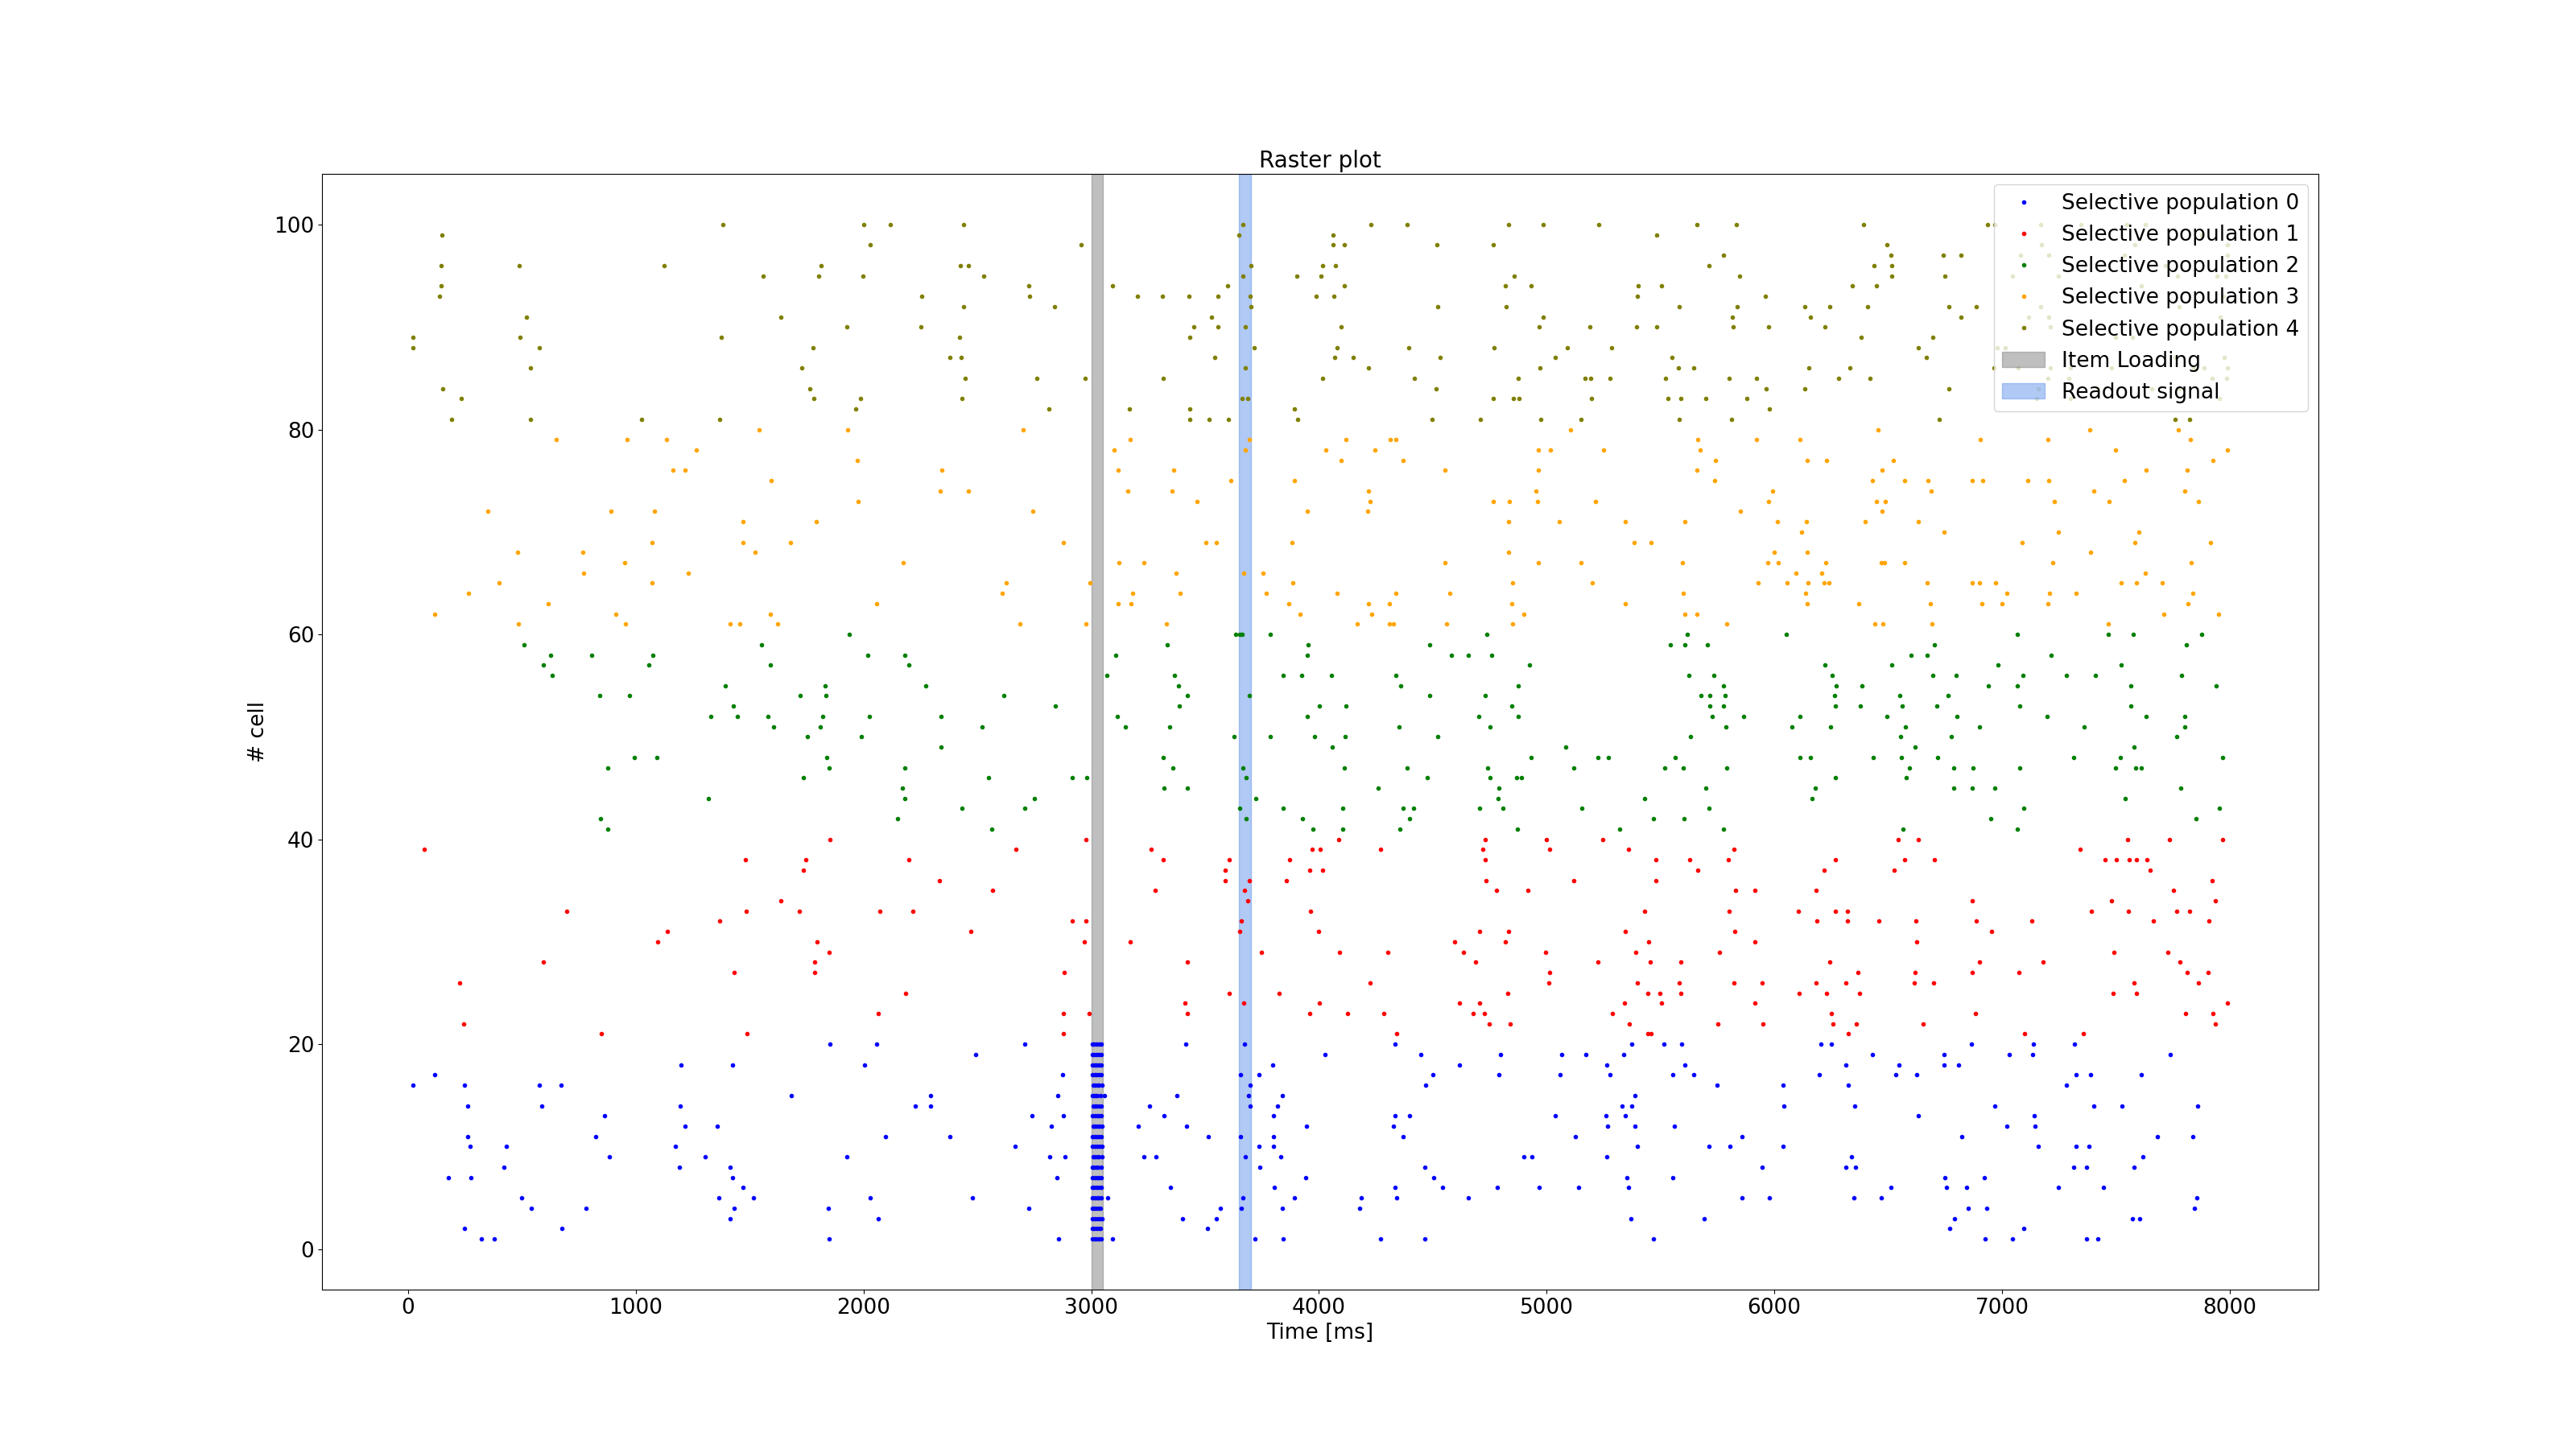 Raster plot
Selective population 0
Selective population 1
Selective population 2
Selective population 3
Selective population 4
Item Loading
Readout signal
100
80
60
40
20
0
# cell
0 1000 2000 3000 4000 5000 6000 7000 8000
Time [ms]